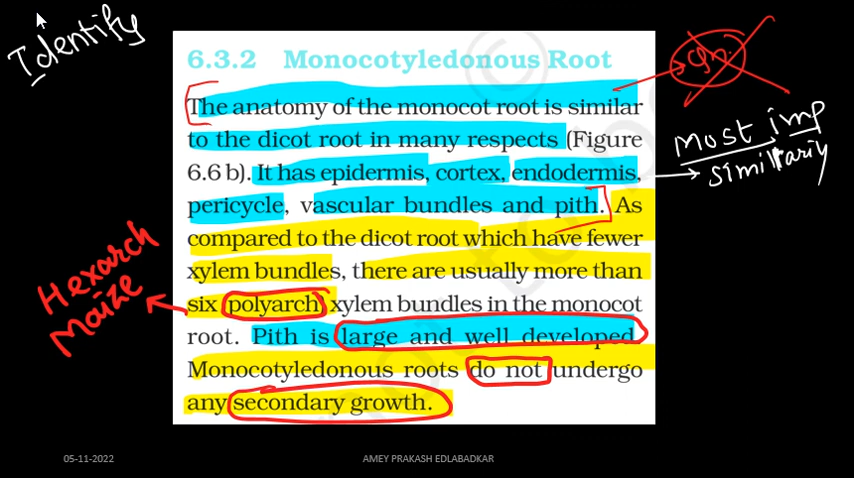 Identify
6.3.2 Monocotyledonous Root
The anatomy of the monocot root is similar
to the dicot root in many respects (Figure
6.6 b). It has epidermis, cortex, endodermis,
pericycle, vascular bundles and pith. As
compared to the dicot root which have fewer
xylem bundles, there are usually more than
six (polyarch) xylem bundles in the monocot
root. Pith is large and well developed.
Monocotyledonous roots do not undergo
any secondary growth.
Most imp
similarity
Hexarch
Maize
05-11-2022
AMEY PRAKASH EDLABADKAR